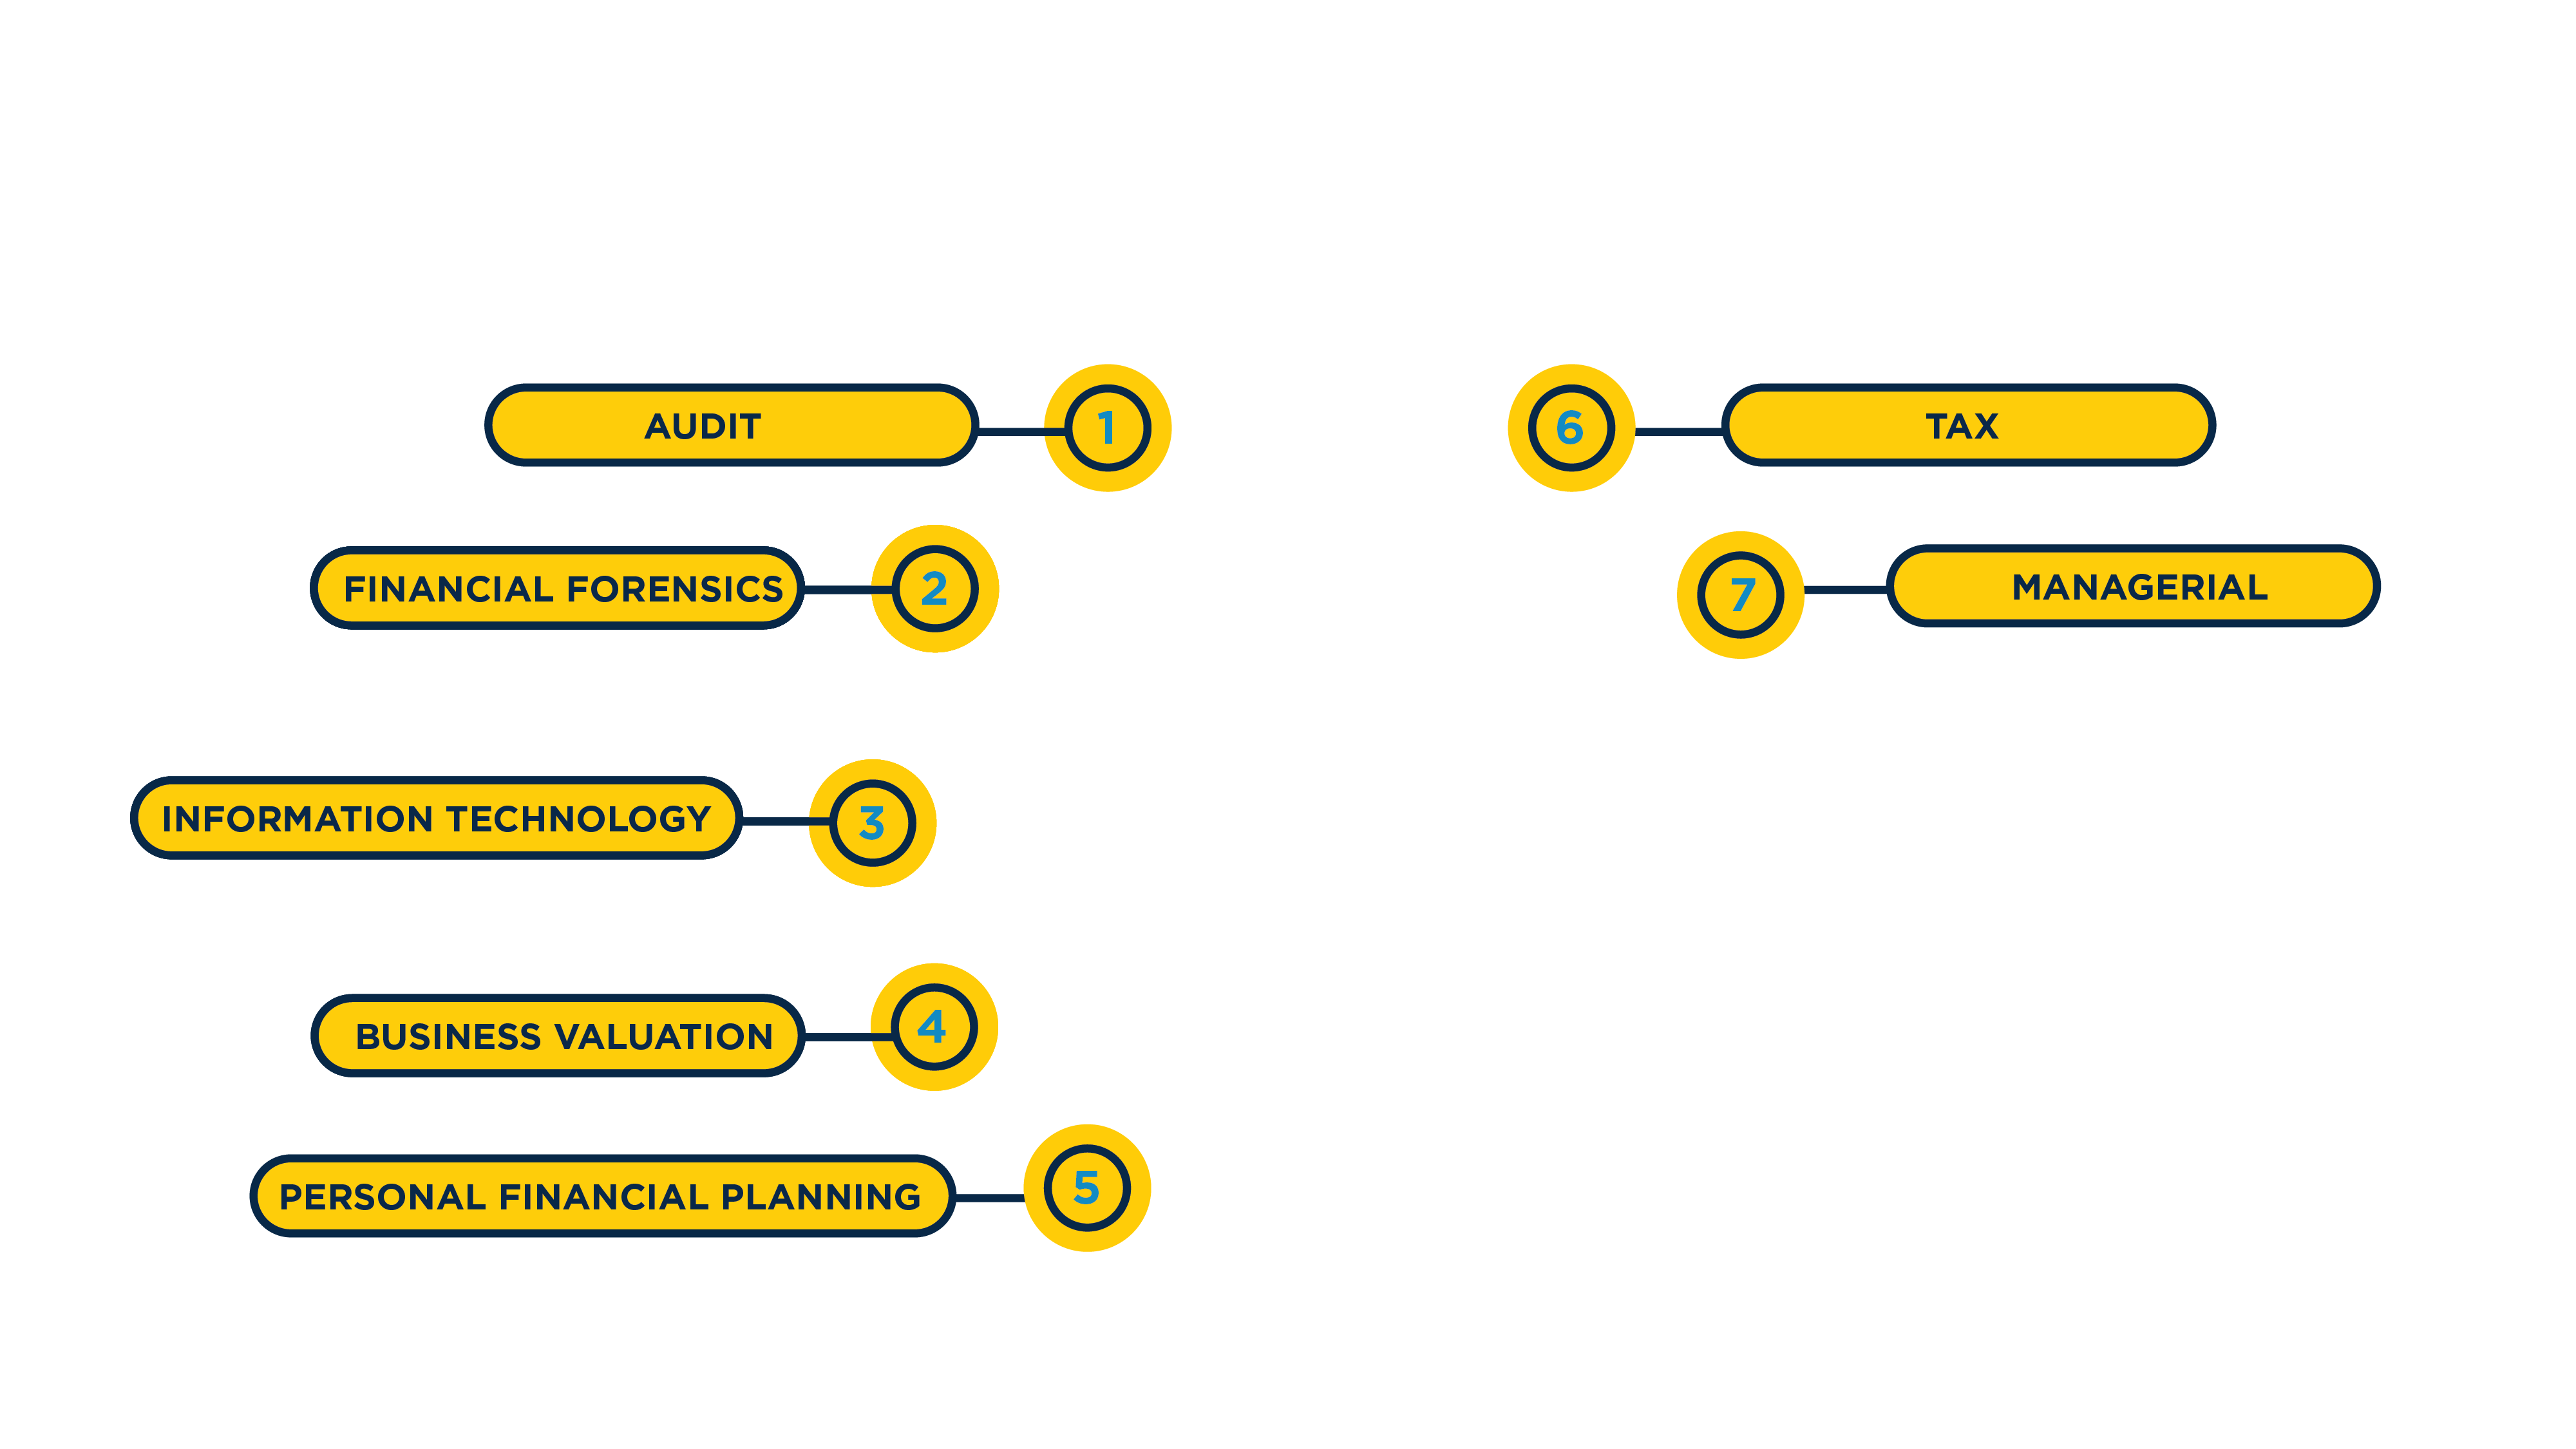 AUDIT
1
FINANCIAL FORENSICS
2
INFORMATION TECHNOLOGY
3
BUSINESS VALUATION
4
PERSONAL FINANCIAL PLANNING
5
6
TAX
7
MANAGERIAL